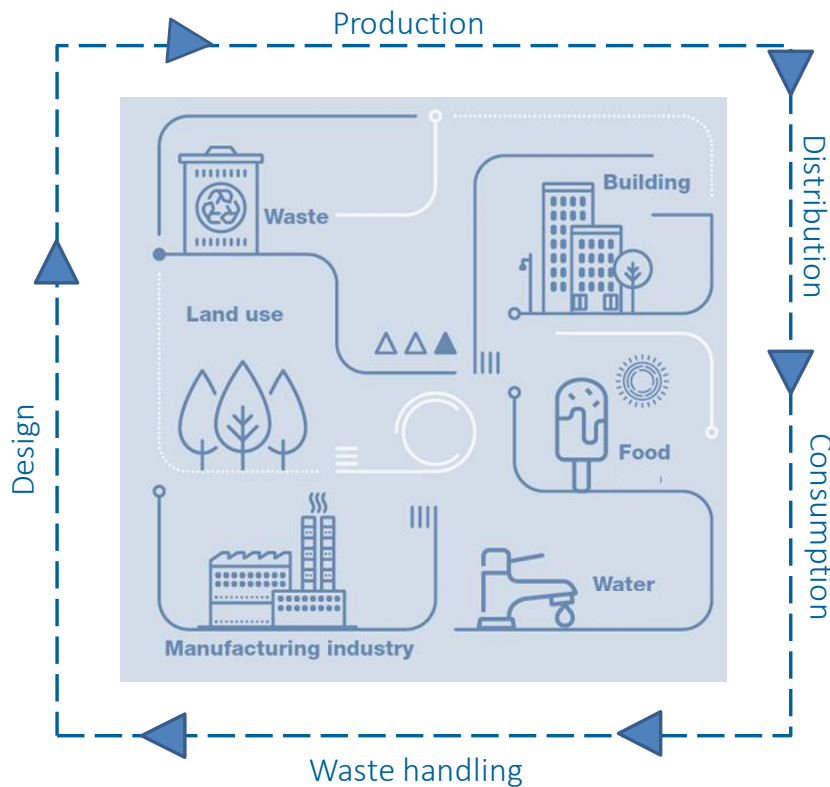 Production
Distribution
Consumption
Waste handling
Design
Waste
Building
Land use
Food
Water
Manufacturing industry